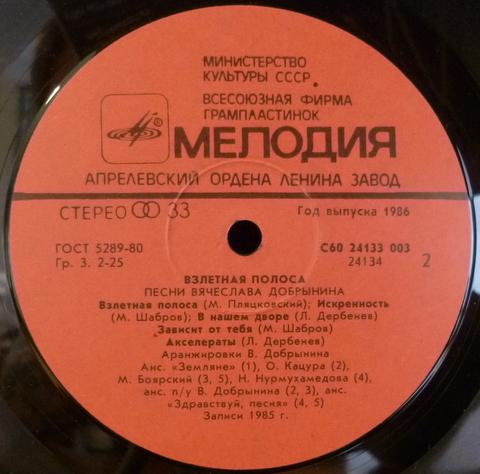 МИНИСТЕРСТВО
КУЛЬТУРЫ СССР
ВСЕСОЮЗНАЯ ФИРМА
ГРАМПЛАСТИНОК
МЕЛОДИЯ
АПРЕЛЕВСКИЙ ОРДЕНА ЛЕНИНА ЗАВОД
СТЕРЕО 33 Год выпуска 1986
ГОСТ 5289-80 С60 24133 003
Гр. 3. 2-25 24134 2
ВЗЛЕТНАЯ ПОЛОСА
ПЕСНИ ВЯЧЕСЛАВА ДОБРЫНИНА
Взлетная полоса (М. Пляцковский); Искренность
(М. Шабров); В нашем дворе (Л. Дербенев)
Зависит от тебя (М. Шабров)
Акселераты (Л. Дербенев)
Аранжировки В. Добрынина
Анс. «Земляне» (1), О. Кацура (2),
М. Боярский (3, 5), Н. Нурмухамедова (4),
анс. п/у В. Добрынина (2, 3), анс.
«Здравствуй, песня» (4, 5)
Записи 1985 г.